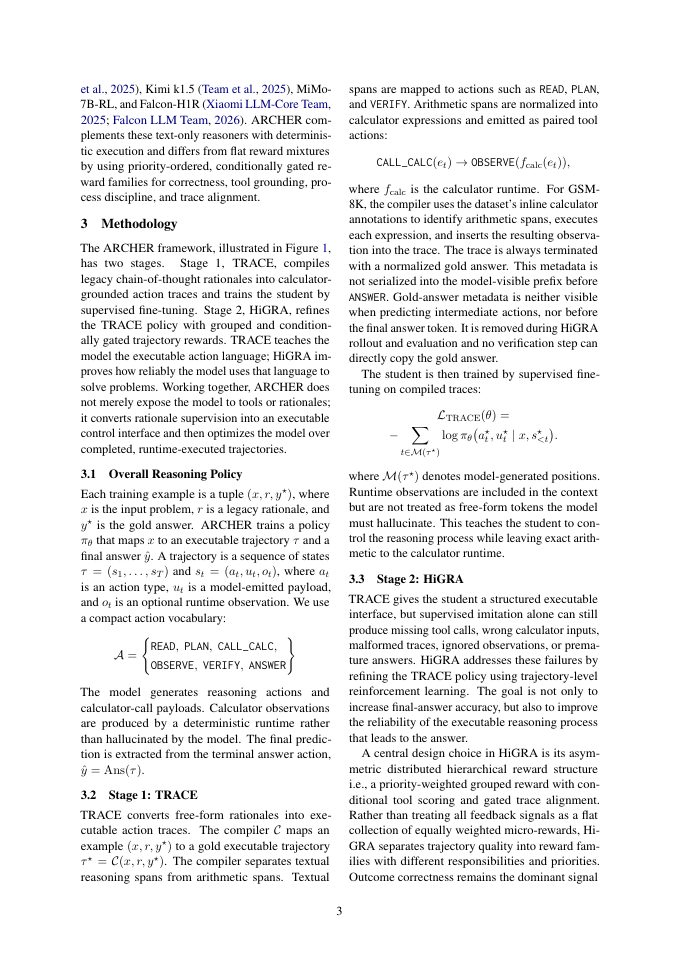 et al., 2025), Kimi k1.5 (Team et al., 2025), MiMo-
7B-RL, and Falcon-H1R (Xiaomi LLM-Core Team,
2025; Falcon LLM Team, 2026). ARCHER com-
plements these text-only reasoners with determinis-
tic execution and differs from flat reward mixtures
by using priority-ordered, conditionally gated re-
ward families for correctness, tool grounding, pro-
cess discipline, and trace alignment.
3 Methodology
The ARCHER framework, illustrated in Figure 1,
has two stages. Stage 1, TRACE, compiles
legacy chain-of-thought rationales into calculator-
grounded action traces and trains the student by
supervised fine-tuning. Stage 2, HiGRA, refines
the TRACE policy with grouped and condition-
ally gated trajectory rewards. TRACE teaches the
model the executable action language; HiGRA im-
proves how reliably the model uses that language to
solve problems. Working together, ARCHER does
not merely expose the model to tools or rationales;
it converts rationale supervision into an executable
control interface and then optimizes the model over
completed, runtime-executed trajectories.
3.1 Overall Reasoning Policy
Each training example is a tuple (x, r, y⋆), where
x is the input problem, r is a legacy rationale, and
y⋆ is the gold answer. ARCHER trains a policy
πθ that maps x to an executable trajectory τ and a
final answer ŷ. A trajectory is a sequence of states
τ = (s1, . . . , sT) and st = (at, ut, ot), where at
is an action type, ut is a model-emitted payload,
and ot is an optional runtime observation. We use
a compact action vocabulary:
A = { READ, PLAN, CALL_CALC,
OBSERVE, VERIFY, ANSWER }
The model generates reasoning actions and
calculator-call payloads. Calculator observations
are produced by a deterministic runtime rather
than hallucinated by the model. The final predic-
tion is extracted from the terminal answer action,
ŷ = Ans(τ).
3.2 Stage 1: TRACE
TRACE converts free-form rationales into exe-
cutable action traces. The compiler C maps an
example (x, r, y⋆) to a gold executable trajectory
τ⋆ = C(x, r, y⋆). The compiler separates textual
reasoning spans from arithmetic spans. Textual
spans are mapped to actions such as READ, PLAN,
and VERIFY. Arithmetic spans are normalized into
calculator expressions and emitted as paired tool
actions:
CALL_CALC(et) → OBSERVE(fcalc(et)),
where fcalc is the calculator runtime. For GSM-
8K, the compiler uses the dataset's inline calculator
annotations to identify arithmetic spans, executes
each expression, and inserts the resulting observa-
tion into the trace. The trace is always terminated
with a normalized gold answer. This metadata is
not serialized into the model-visible prefix before
ANSWER. Gold-answer metadata is neither visible
when predicting intermediate actions, nor before
the final answer token. It is removed during HiGRA
rollout and evaluation and no verification step can
directly copy the gold answer.
The student is then trained by supervised fine-
tuning on compiled traces:
LTRACE(θ) =
− ∑ t∈M(τ⋆) log πθ(a⋆t, u⋆t | x, s⋆<t).
where M(τ⋆) denotes model-generated positions.
Runtime observations are included in the context
but are not treated as free-form tokens the model
must hallucinate. This teaches the student to con-
trol the reasoning process while leaving exact arith-
metic to the calculator runtime.
3.3 Stage 2: HiGRA
TRACE gives the student a structured executable
interface, but supervised imitation alone can still
produce missing tool calls, wrong calculator inputs,
malformed traces, ignored observations, or prema-
ture answers. HiGRA addresses these failures by
refining the TRACE policy using trajectory-level
reinforcement learning. The goal is not only to
increase final-answer accuracy, but also to improve
the reliability of the executable reasoning process
that leads to the answer.
A central design choice in HiGRA is its asym-
metric distributed hierarchical reward structure
i.e., a priority-weighted grouped reward with con-
ditional tool scoring and gated trace alignment.
Rather than treating all feedback signals as a flat
collection of equally weighted micro-rewards, Hi-
GRA separates trajectory quality into reward fam-
ilies with different responsibilities and priorities.
Outcome correctness remains the dominant signal
3